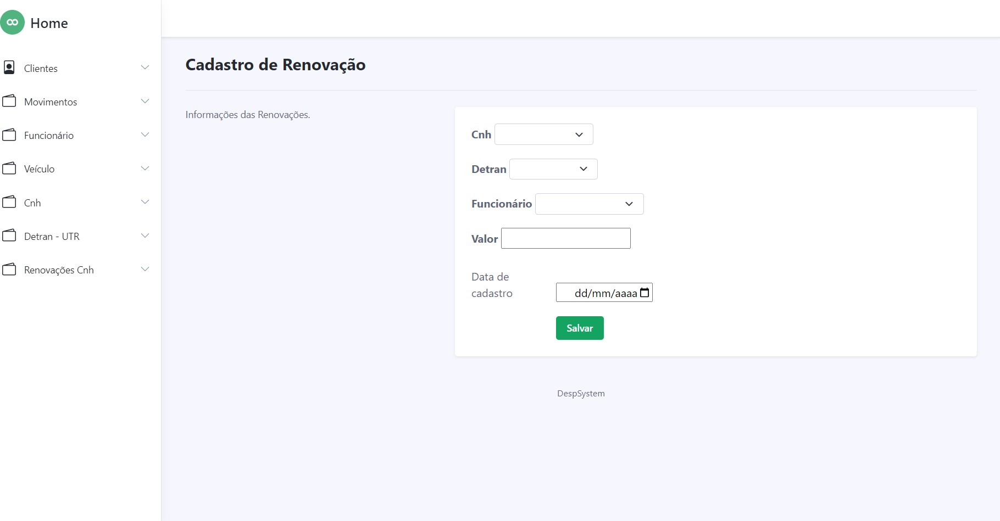 Home
Clientes
Movimentos
Funcionário
Veículo
Cnh
Detran - UTR
Renovações Cnh
Cadastro de Renovação
Informações das Renovações.
Cnh
Detran
Funcionário
Valor
Data de
cadastro
dd/mm/aaaa
Salvar
DespSystem